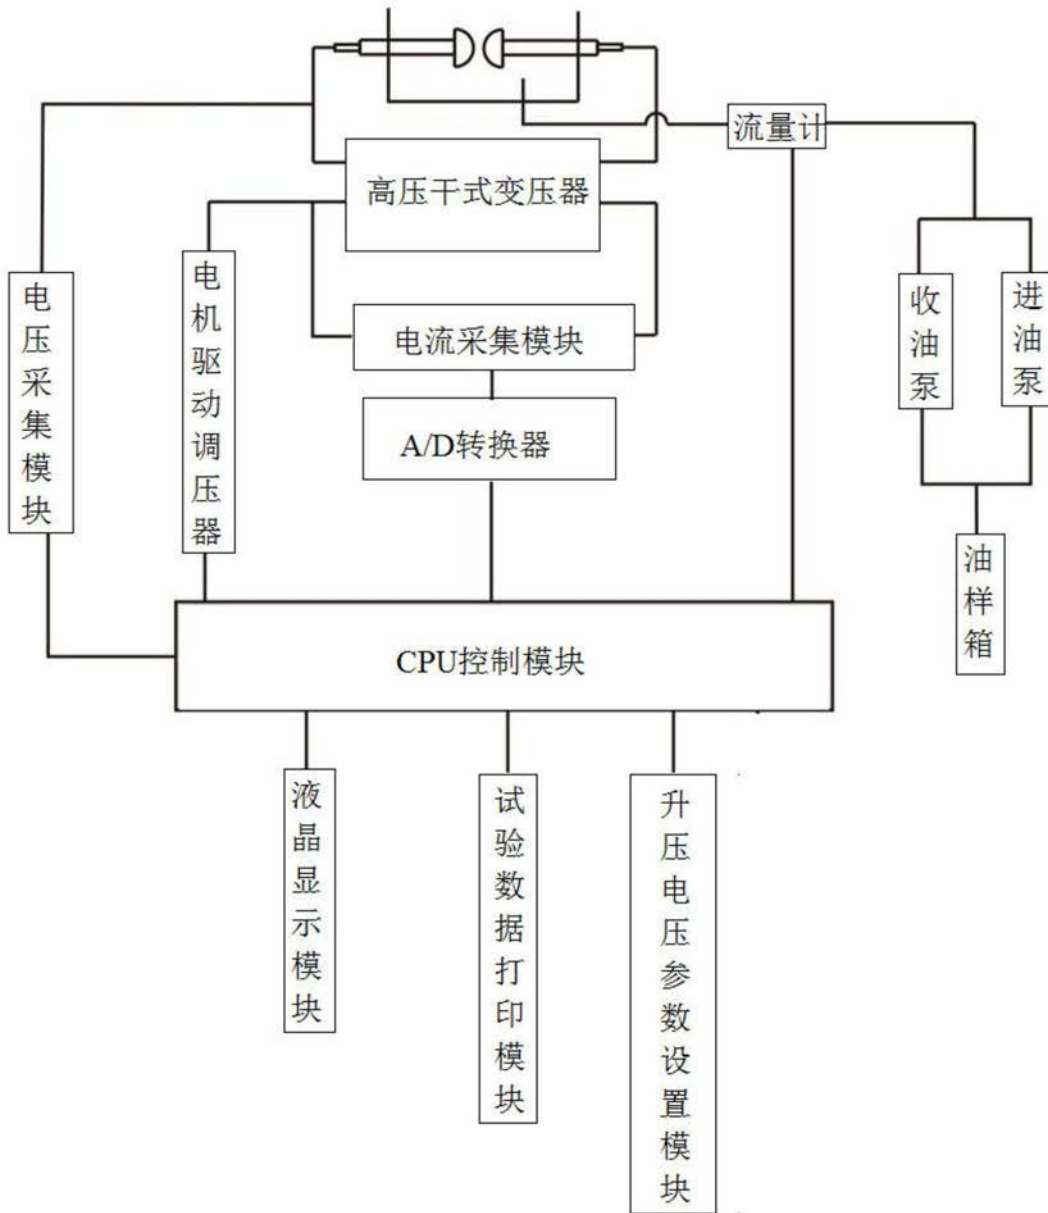 流量计
高压干式变压器
电压采集模块
电机驱动调压器
收油泵
进油泵
电流采集模块
A/D转换器
油样箱
CPU控制模块
液晶显示模块
试验数据打印模块
升压电压参数设置模块